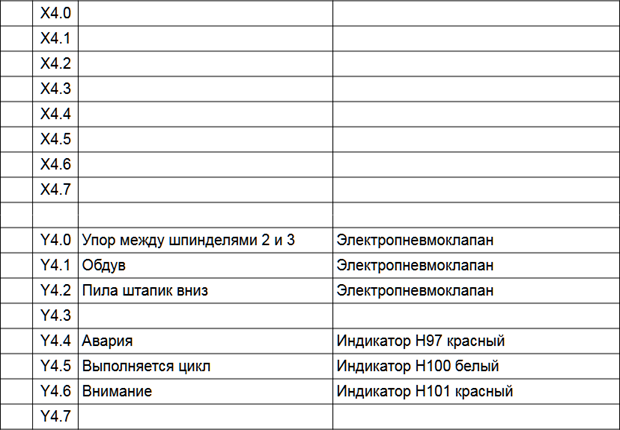 X4.0
X4.1
X4.2
X4.3
X4.4
X4.5
X4.6
X4.7
Y4.0 Упор между шпинделями 2 и 3 Электропневмоклапан
Y4.1 Обдув Электропневмоклапан
Y4.2 Пила штапик вниз Электропневмоклапан
Y4.3
Y4.4 Авария Индикатор H97 красный
Y4.5 Выполняется цикл Индикатор H100 белый
Y4.6 Внимание Индикатор H101 красный
Y4.7